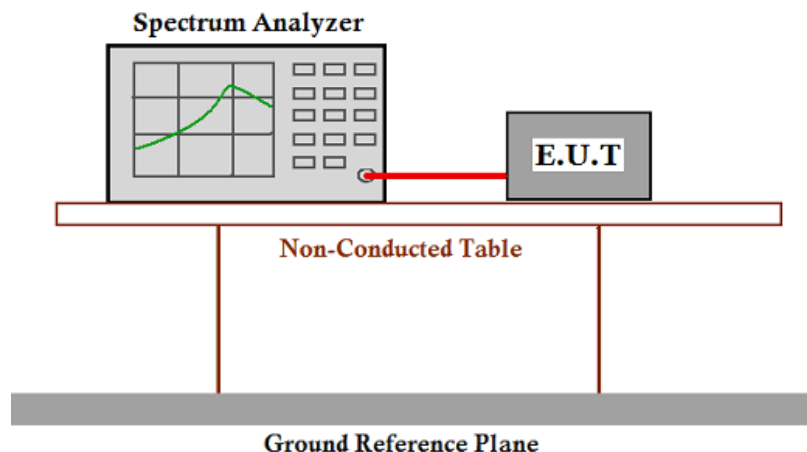 Spectrum Analyzer
E.U.T
Non-Conducted Table
Ground Reference Plane